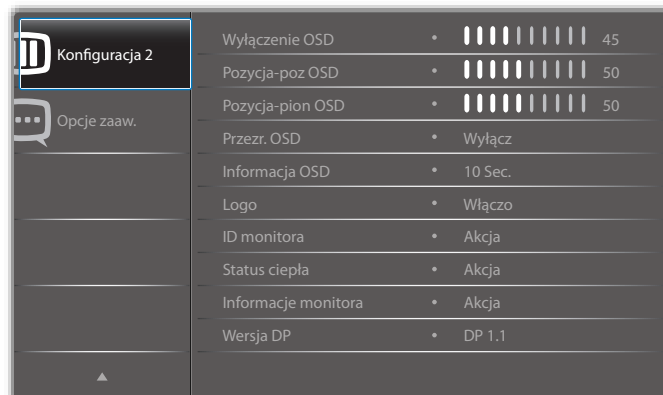 Konfiguracja 2
Opcje zaaw.
Wyłączenie OSD • 45
Pozycja-poz OSD • 50
Pozycja-pion OSD • 50
Przezr. OSD • Wyłącz
Informacja OSD • 10 Sec.
Logo • Włączo
ID monitora • Akcja
Status ciepła • Akcja
Informacje monitora • Akcja
Wersja DP • DP 1.1